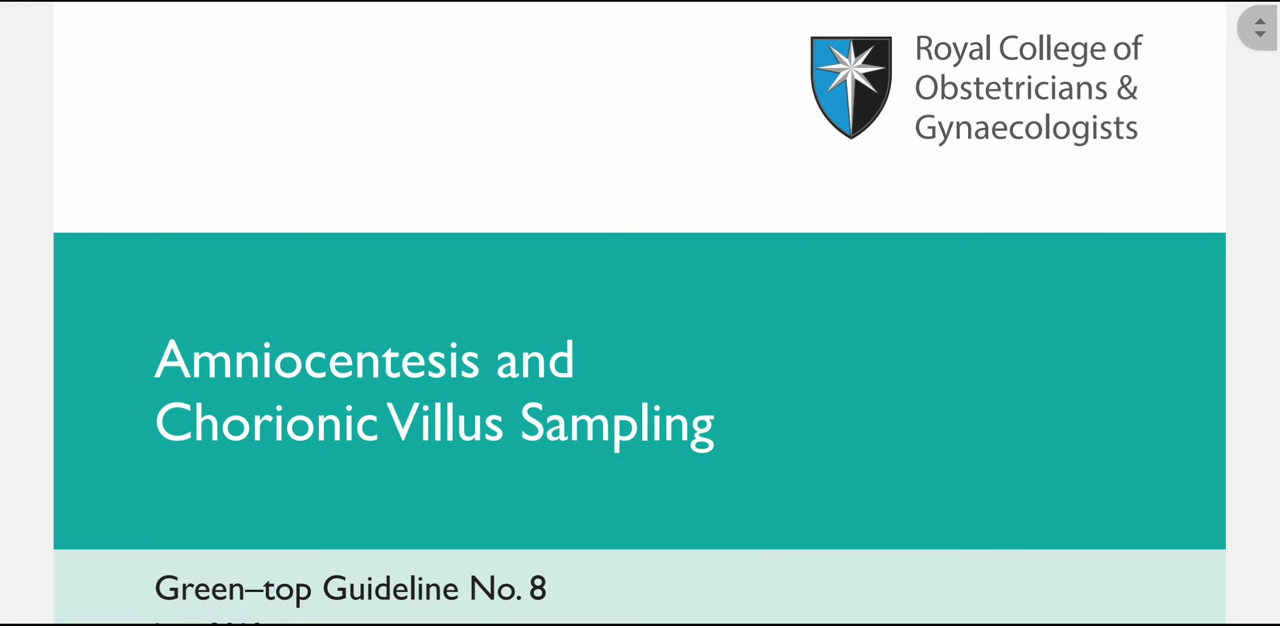 Royal College of
Obstetricians &
Gynaecologists
Amniocentesis and
Chorionic Villus Sampling
Green–top Guideline No. 8